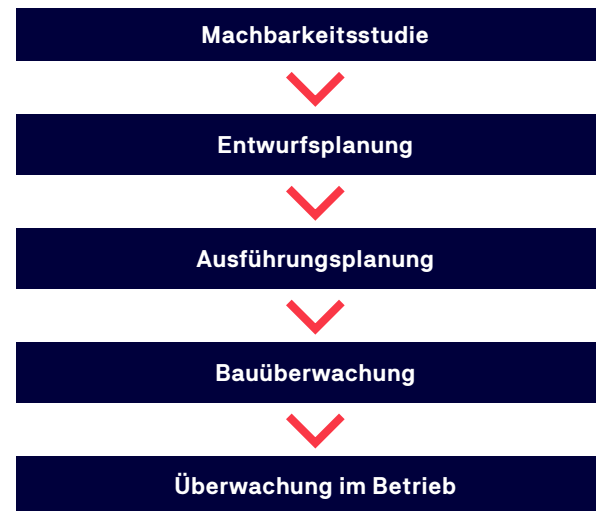 Machbarkeitsstudie
Entwurfsplanung
Ausführungsplanung
Bauüberwachung
Überwachung im Betrieb